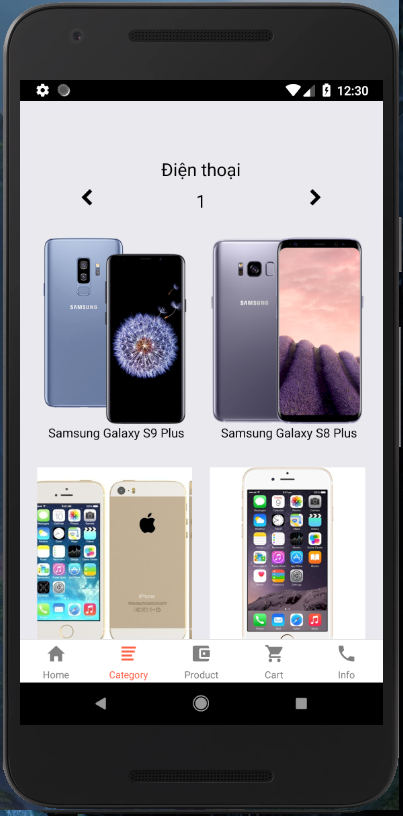 12:30
Điện thoại
1
SAMSUNG
SAMSUNG
Samsung Galaxy S9 Plus
Samsung Galaxy S8 Plus
iPhone
Home
Category
Product
Cart
Info